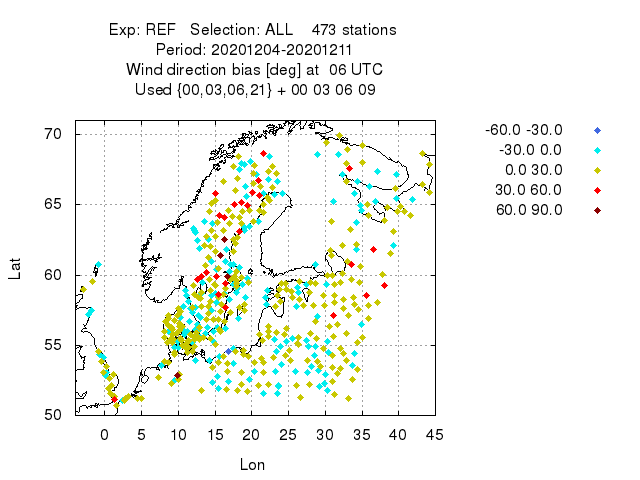 Exp: REF   Selection: ALL    473 stations
Period: 20201204-20201211
Wind direction bias [deg] at  06 UTC
Used {00,03,06,21} + 00 03 06 09
-60.0 -30.0
-30.0 0.0
0.0 30.0
30.0 60.0
60.0 90.0
70
65
60
55
50
Lat
0 5 10 15 20 25 30 35 40 45
Lon